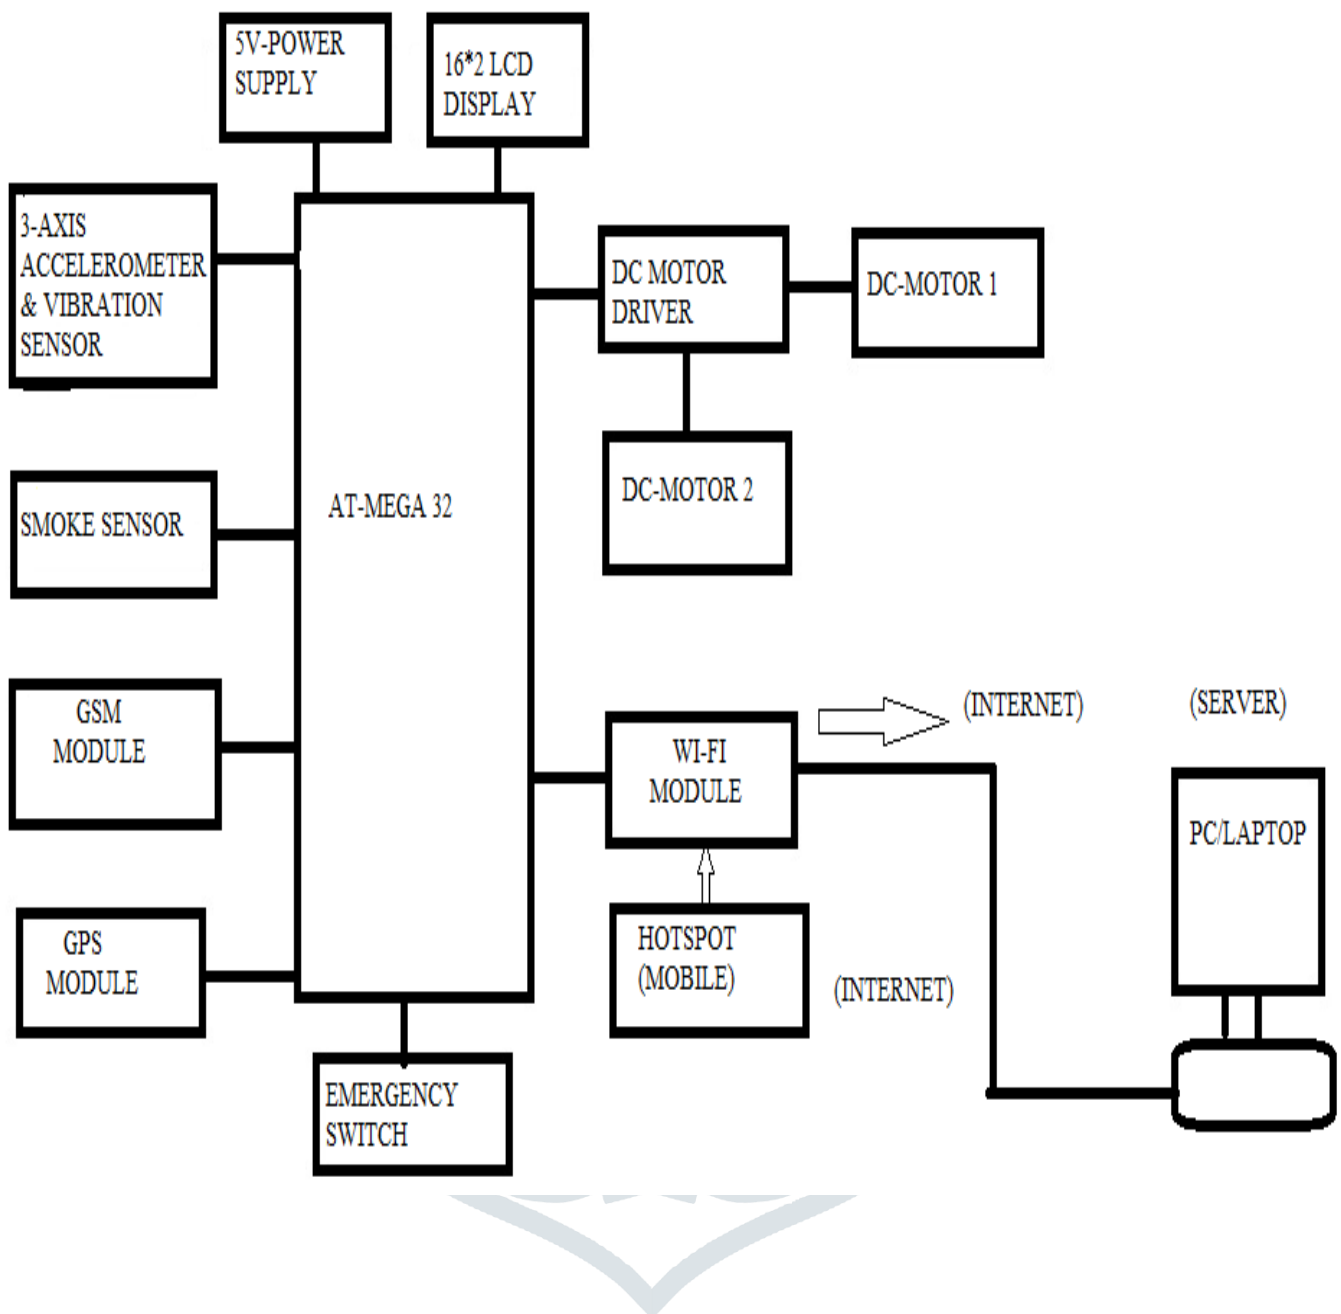 5V-POWER
SUPPLY
16*2 LCD
DISPLAY
3-AXIS
ACCELEROMETER
& VIBRATION
SENSOR
DC MOTOR
DRIVER
DC-MOTOR 1
DC-MOTOR 2
AT-MEGA 32
SMOKE SENSOR
GSM
MODULE
WI-FI
MODULE
(INTERNET)
(SERVER)
PC/LAPTOP
GPS
MODULE
HOTSPOT
(MOBILE)
(INTERNET)
EMERGENCY
SWITCH